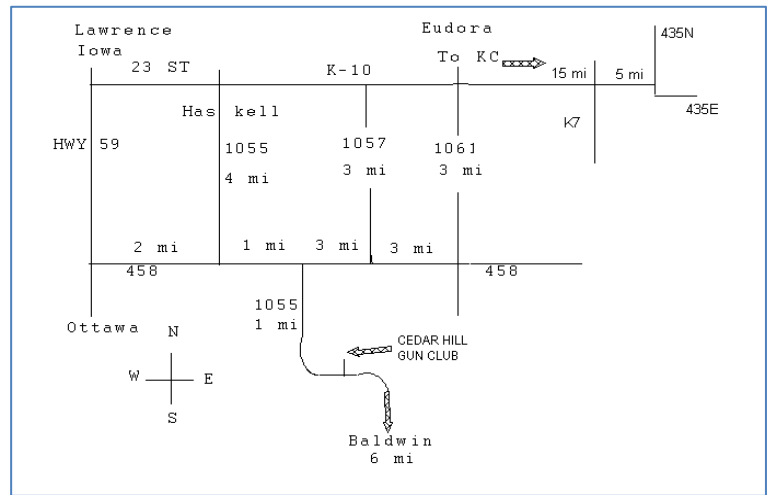 Lawrence
Iowa
23 ST
K-10
Eudora
To KC
15 mi
5 mi
435N
435E
K7
Has kell
HWY 59
1055
4 mi
1057
3 mi
1061
3 mi
2 mi
1 mi
3 mi
3 mi
458
458
1055
1 mi
Ottawa
N
W
E
S
CEDAR HILL
GUN CLUB
Baldwin
6 mi